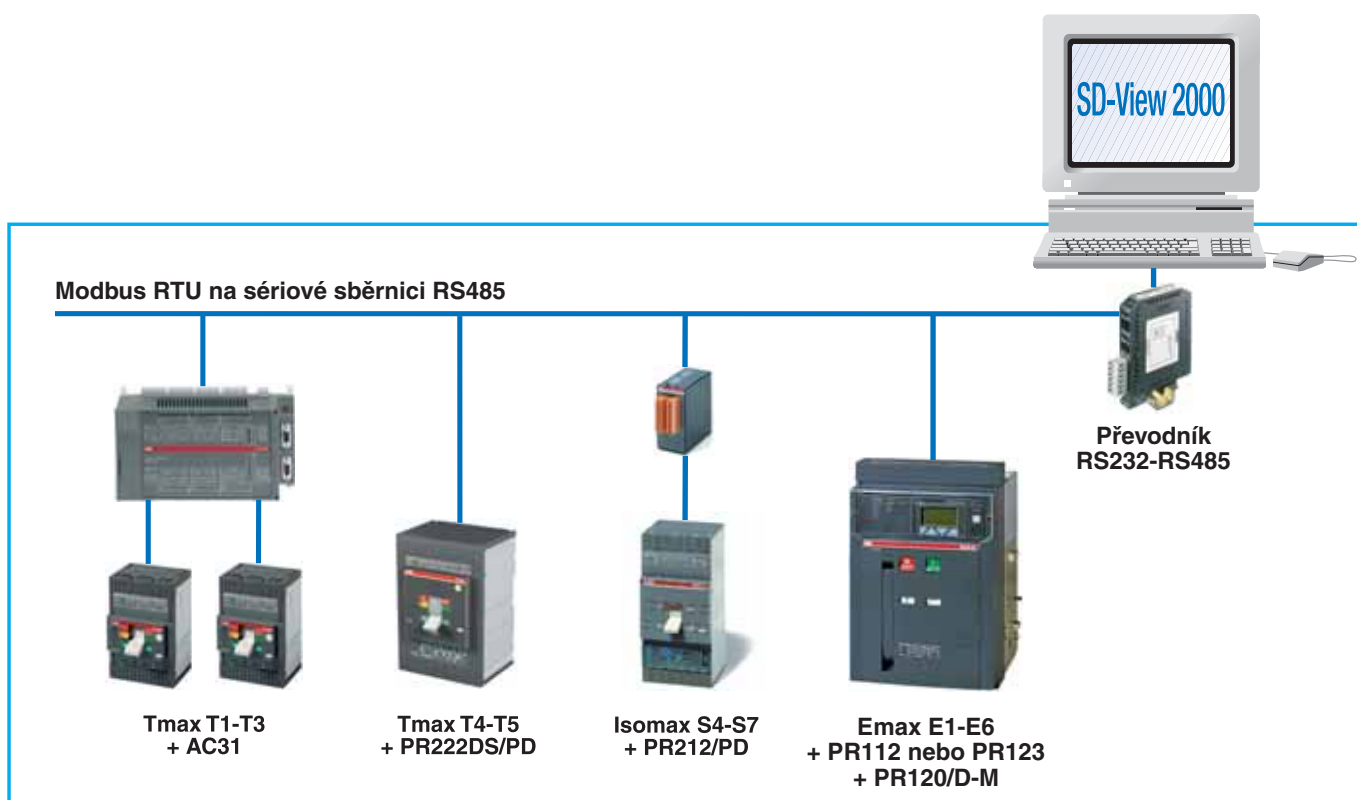 SD-View 2000
Modbus RTU na sériové sběrnici RS485
Převodník
RS232-RS485
Tmax T1-T3
+ AC31
Tmax T4-T5
+ PR222DS/PD
Isomax S4-S7
+ PR212/PD
Emax E1-E6
+ PR112 nebo PR123
+ PR120/D-M